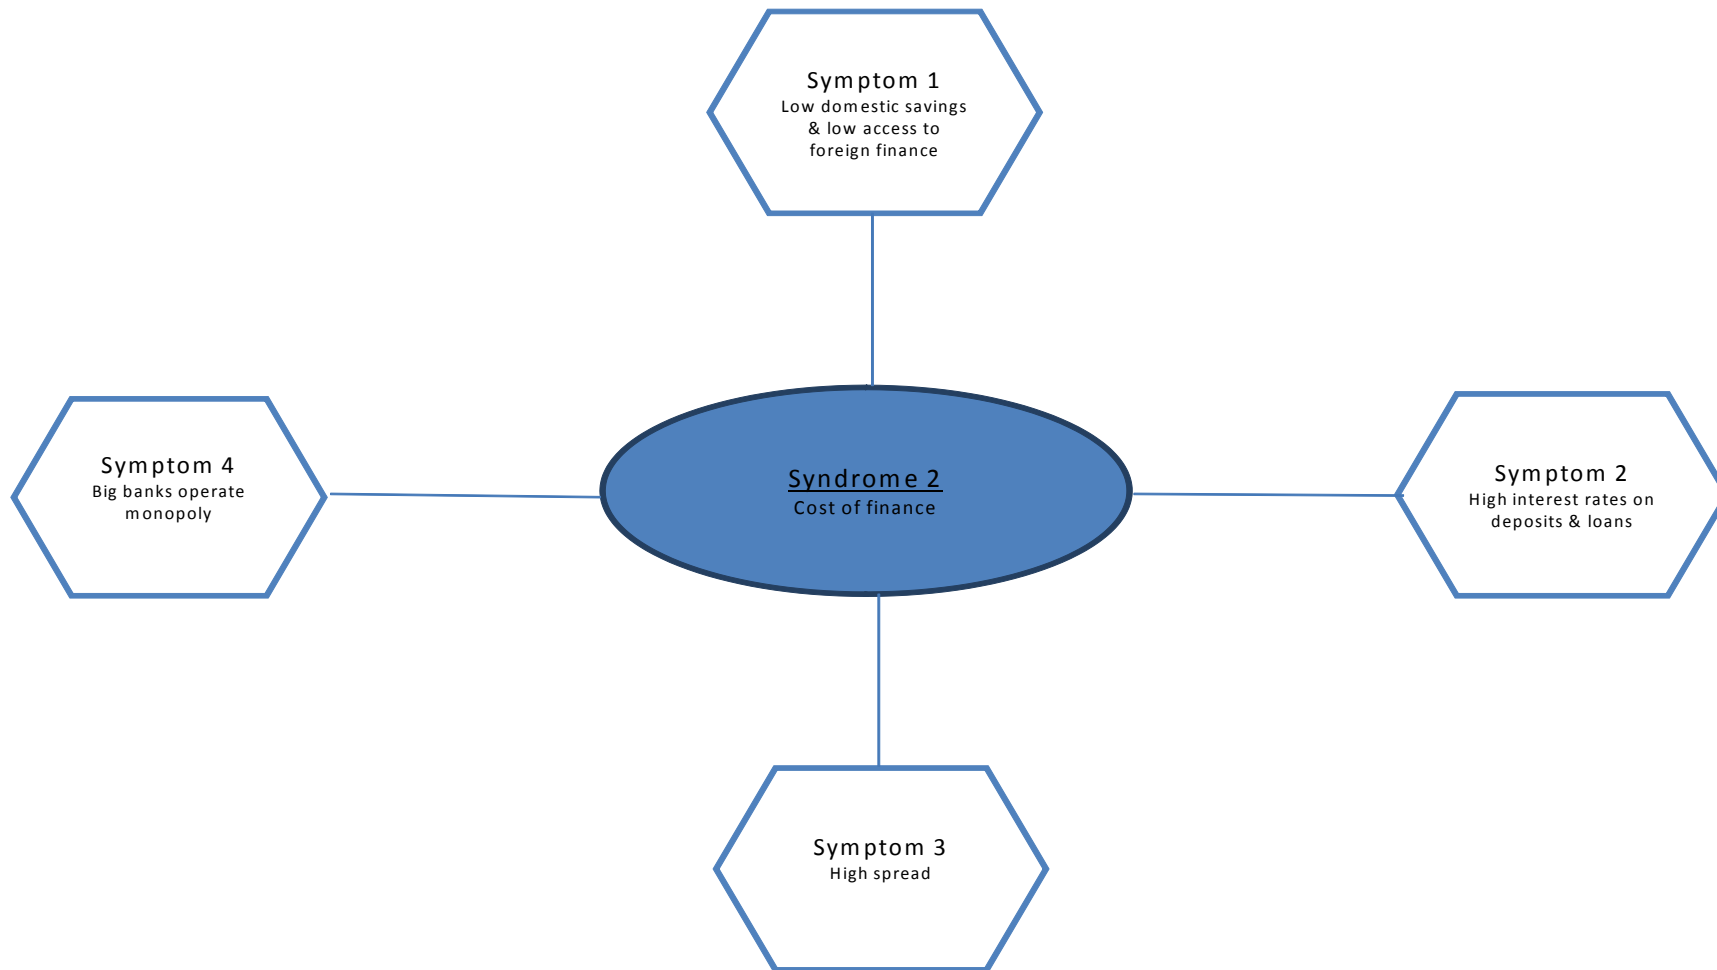 Symptom 1
Low domestic savings
& low access to
foreign finance
Symptom 4
Big banks operate
monopoly
Syndrome 2
Cost of finance
Symptom 2
High interest rates on
deposits & loans
Symptom 3
High spread